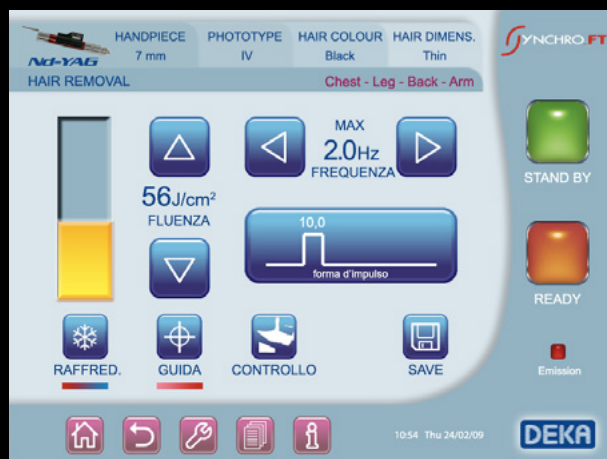 HANDPIECE PHOTOTYPE HAIR COLOUR HAIR DIMENS.
7 mm IV Black Thin
Nd-YAG
SYNCHRO FT
HAIR REMOVAL Chest - Leg - Back - Arm
MAX
2.0Hz
FREQUENZA
56J/cm²
FLUENZA
10,0
forma d'impulso
STAND BY
READY
RAFFRED. GUIDA CONTROLLO SAVE
Emission
i
10:54 Thu 24/02/09
DEKA